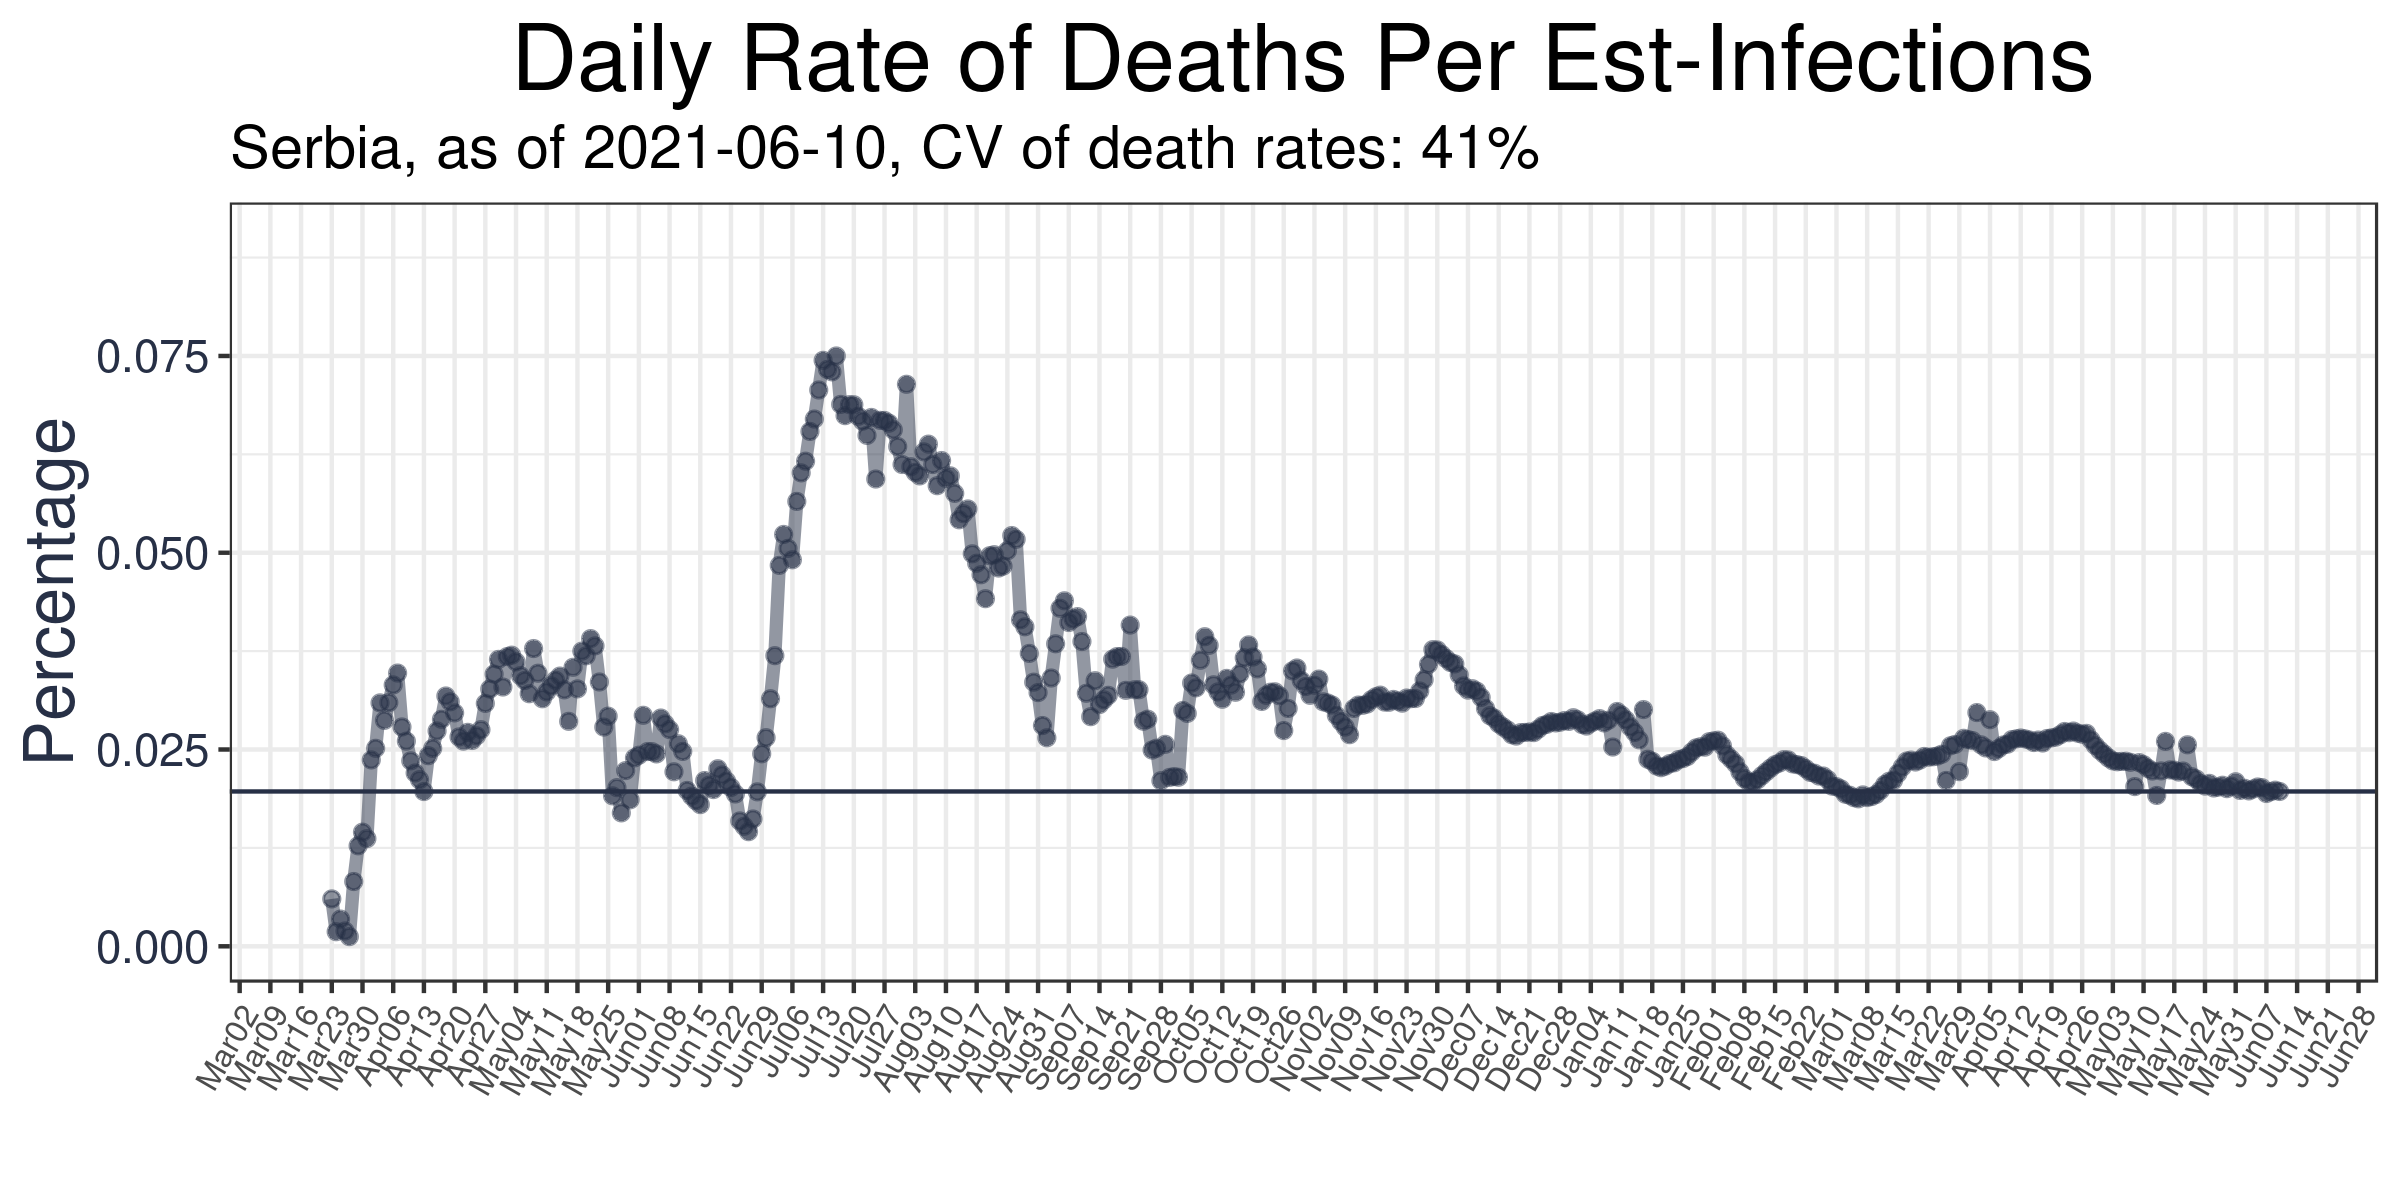 Daily Rate of Deaths Per Est-Infections
Serbia, as of 2021-06-10, CV of death rates: 41%
Percentage
0.075
0.050
0.025
0.000
Mar02
Mar09
Mar16
Mar23
Mar30
Apr06
Apr13
Apr20
Apr27
May04
May11
May18
May25
Jun01
Jun08
Jun15
Jun22
Jun29
Jul06
Jul13
Jul20
Jul27
Aug03
Aug10
Aug17
Aug24
Aug31
Sep07
Sep14
Sep21
Sep28
Oct05
Oct12
Oct19
Oct26
Nov02
Nov09
Nov16
Nov23
Nov30
Dec07
Dec14
Dec21
Dec28
Jan04
Jan11
Jan18
Jan25
Feb01
Feb08
Feb15
Feb22
Mar01
Mar08
Mar15
Mar22
Mar29
Apr05
Apr12
Apr19
Apr26
May03
May10
May17
May24
May31
Jun07
Jun14
Jun21
Jun28